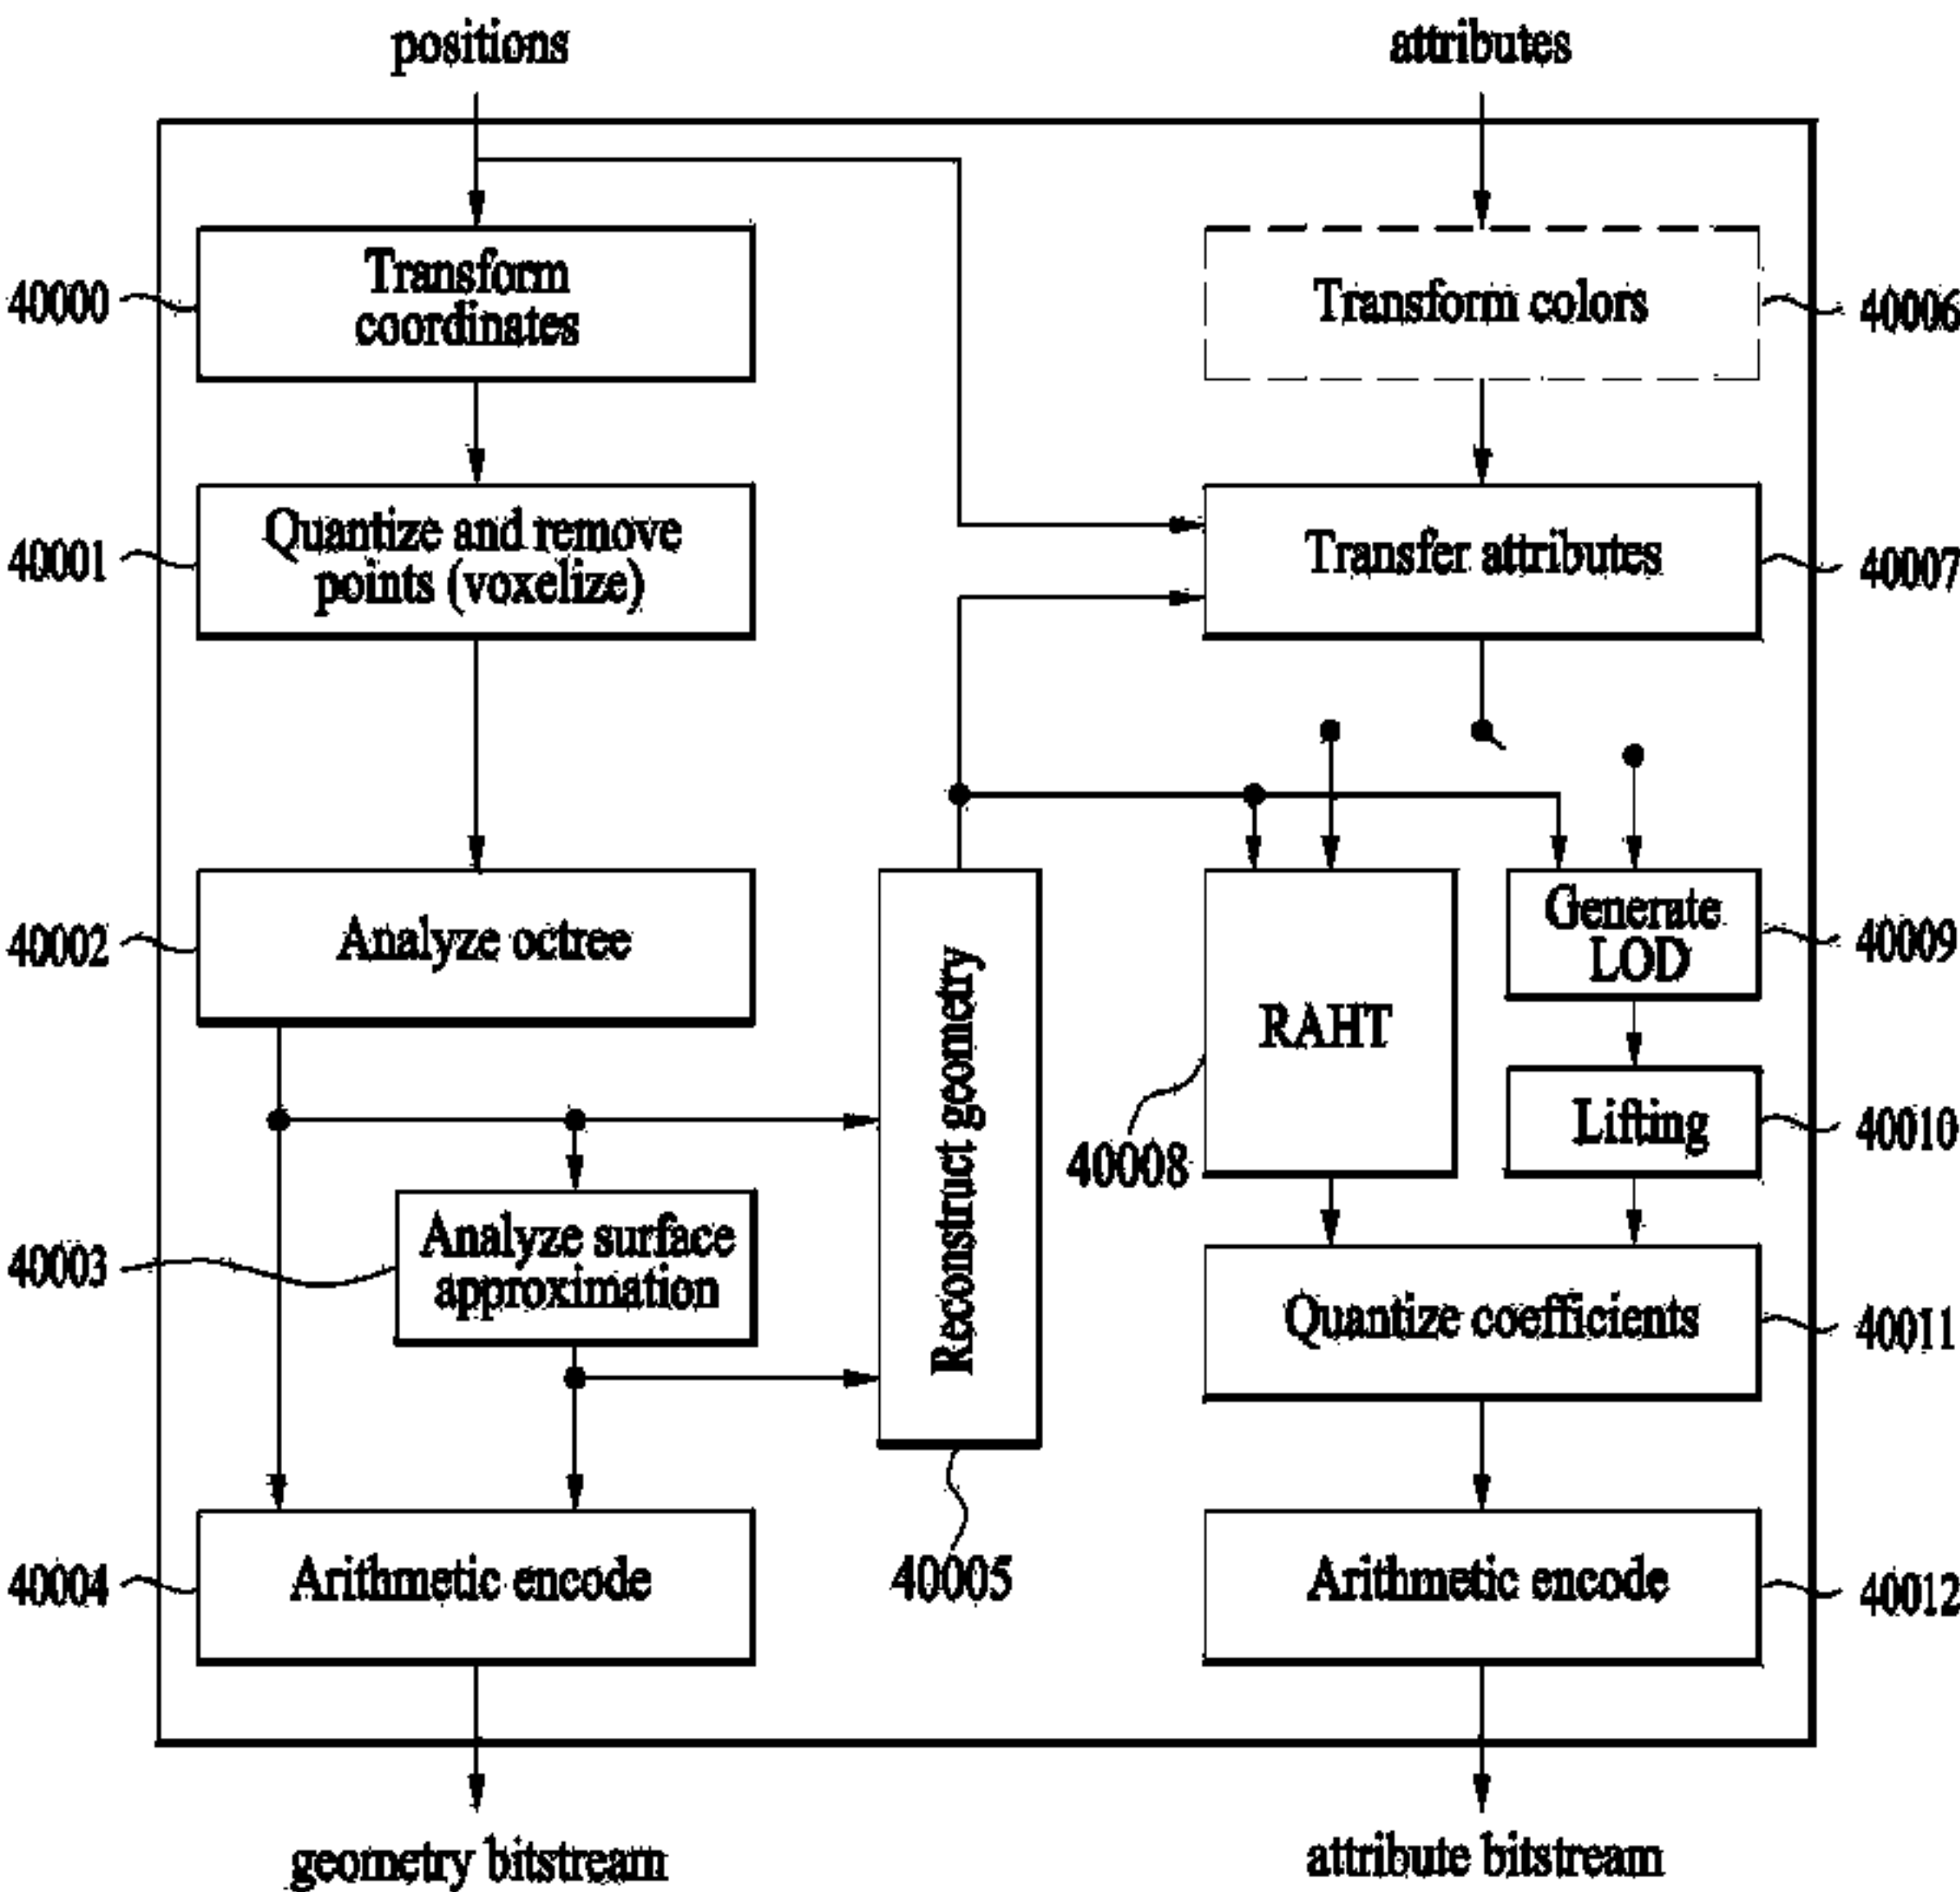 positions
attributes
Transform
coordinates
40000
Transform colors
40006
Quantize and remove
points (voxelize)
40001
Transfer attributes
40007
Analyze octree
40002
Reconstruct geometry
40005
RAHT
40008
Generate
LOD
40009
Lifting
40010
Analyze surface
approximation
40003
Quantize coefficients
40011
Arithmetic encode
40004
Arithmetic encode
40012
geometry bitstream
attribute bitstream